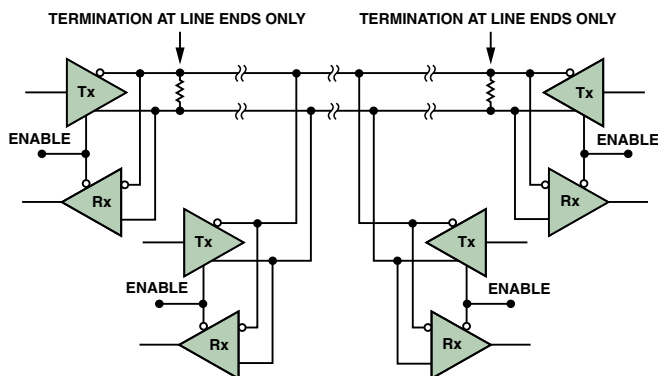 TERMINATION AT LINE ENDS ONLY
TERMINATION AT LINE ENDS ONLY
Tx
Tx
ENABLE
ENABLE
Rx
Rx
Tx
Tx
ENABLE
ENABLE
Rx
Rx